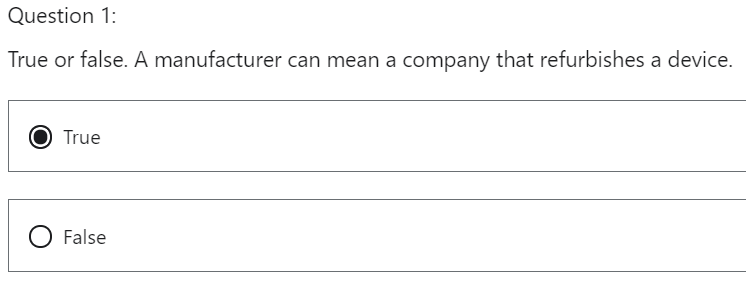 Question 1:
True or false. A manufacturer can mean a company that refurbishes a device.
True
False